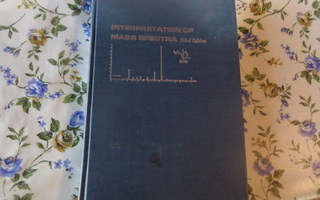 INTERPRETATION OF
MASS SPECTRA 2nd Edition